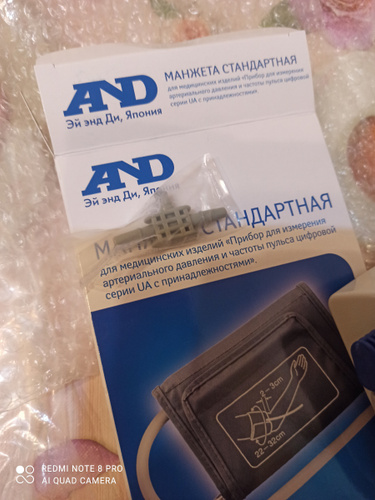 AND
Эй энд Ди, Япония
МАНЖЕТА СТАНДАРТНАЯ
для медицинских изделий «Прибор для измерения
артериального давления и частоты пульса цифровой
серии UA с принадлежностями».
AND
Эй энд Ди,
СТАНДАРТНАЯ
для медицинских изделий «Прибор для измерения
артериального давления и частоты пульса цифровой
серии UA с принадлежностями».
2-3cm
22-32cm
REDMI NOTE 8 PRO
AI QUAD CAMERA